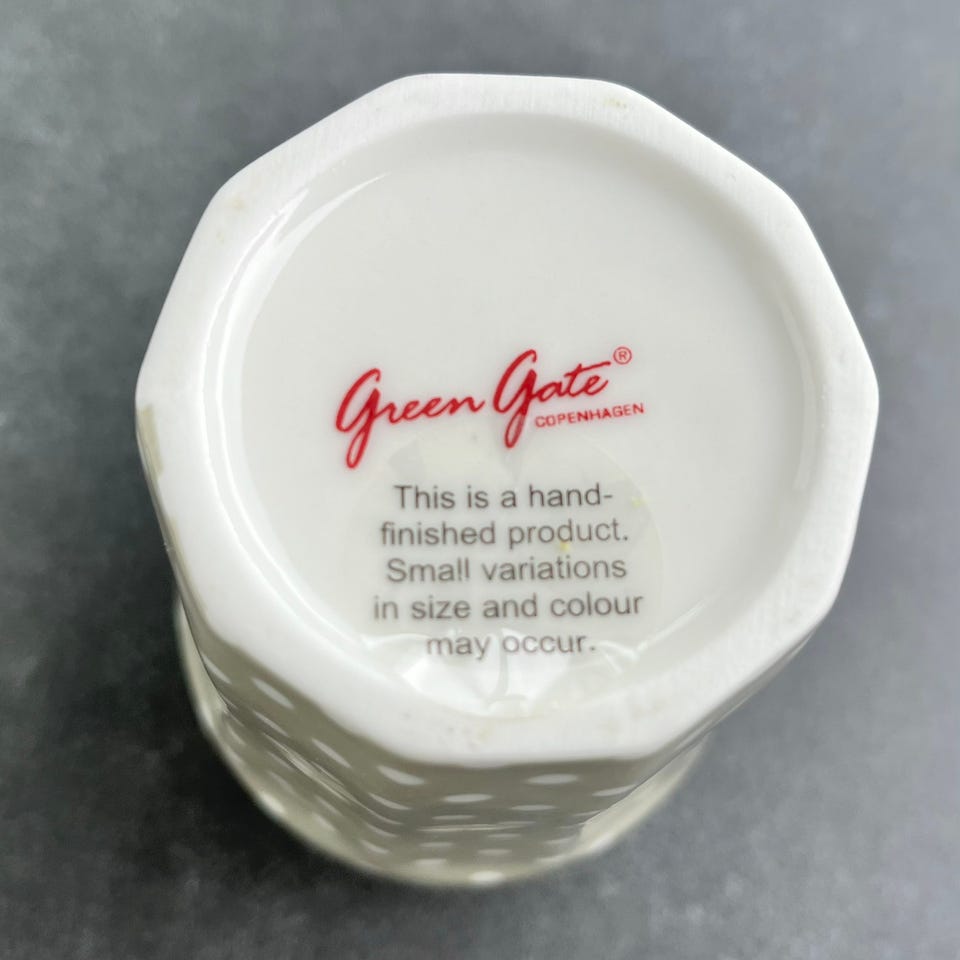 Green Gate®
COPENHAGEN
This is a hand-
finished product.
Small variations
in size and colour
may occur.